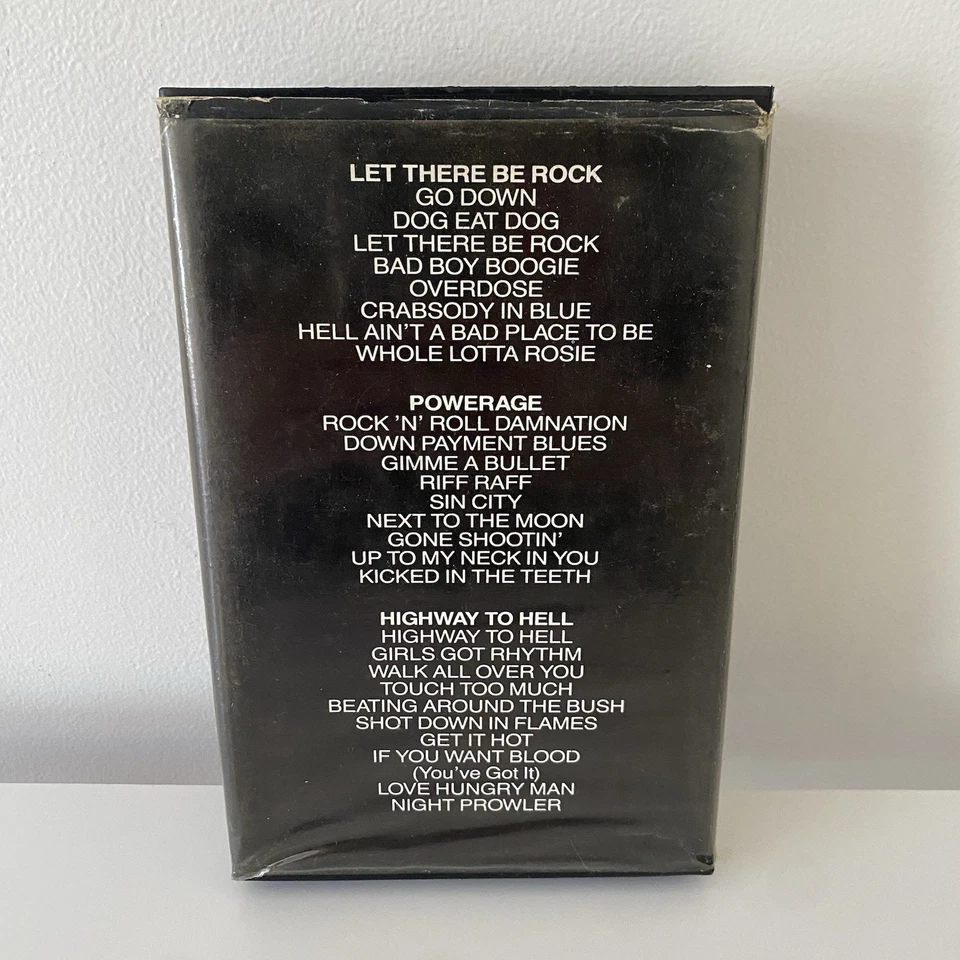 LET THERE BE ROCK
GO DOWN
DOG EAT DOG
LET THERE BE ROCK
BAD BOY BOOGIE
OVERDOSE
CRABSODY IN BLUE
HELL AIN'T A BAD PLACE TO BE
WHOLE LOTTA ROSIE
POWERAGE
ROCK 'N' ROLL DAMNATION
DOWN PAYMENT BLUES
GIMME A BULLET
RIFF RAFF
SIN CITY
NEXT TO THE MOON
GONE SHOOTIN'
UP TO MY NECK IN YOU
KICKED IN THE TEETH
HIGHWAY TO HELL
HIGHWAY TO HELL
GIRLS GOT RHYTHM
WALK ALL OVER YOU
TOUCH TOO MUCH
BEATING AROUND THE BUSH
SHOT DOWN IN FLAMES
GET IT HOT
IF YOU WANT BLOOD
(You've Got It)
LOVE HUNGRY MAN
NIGHT PROWLER